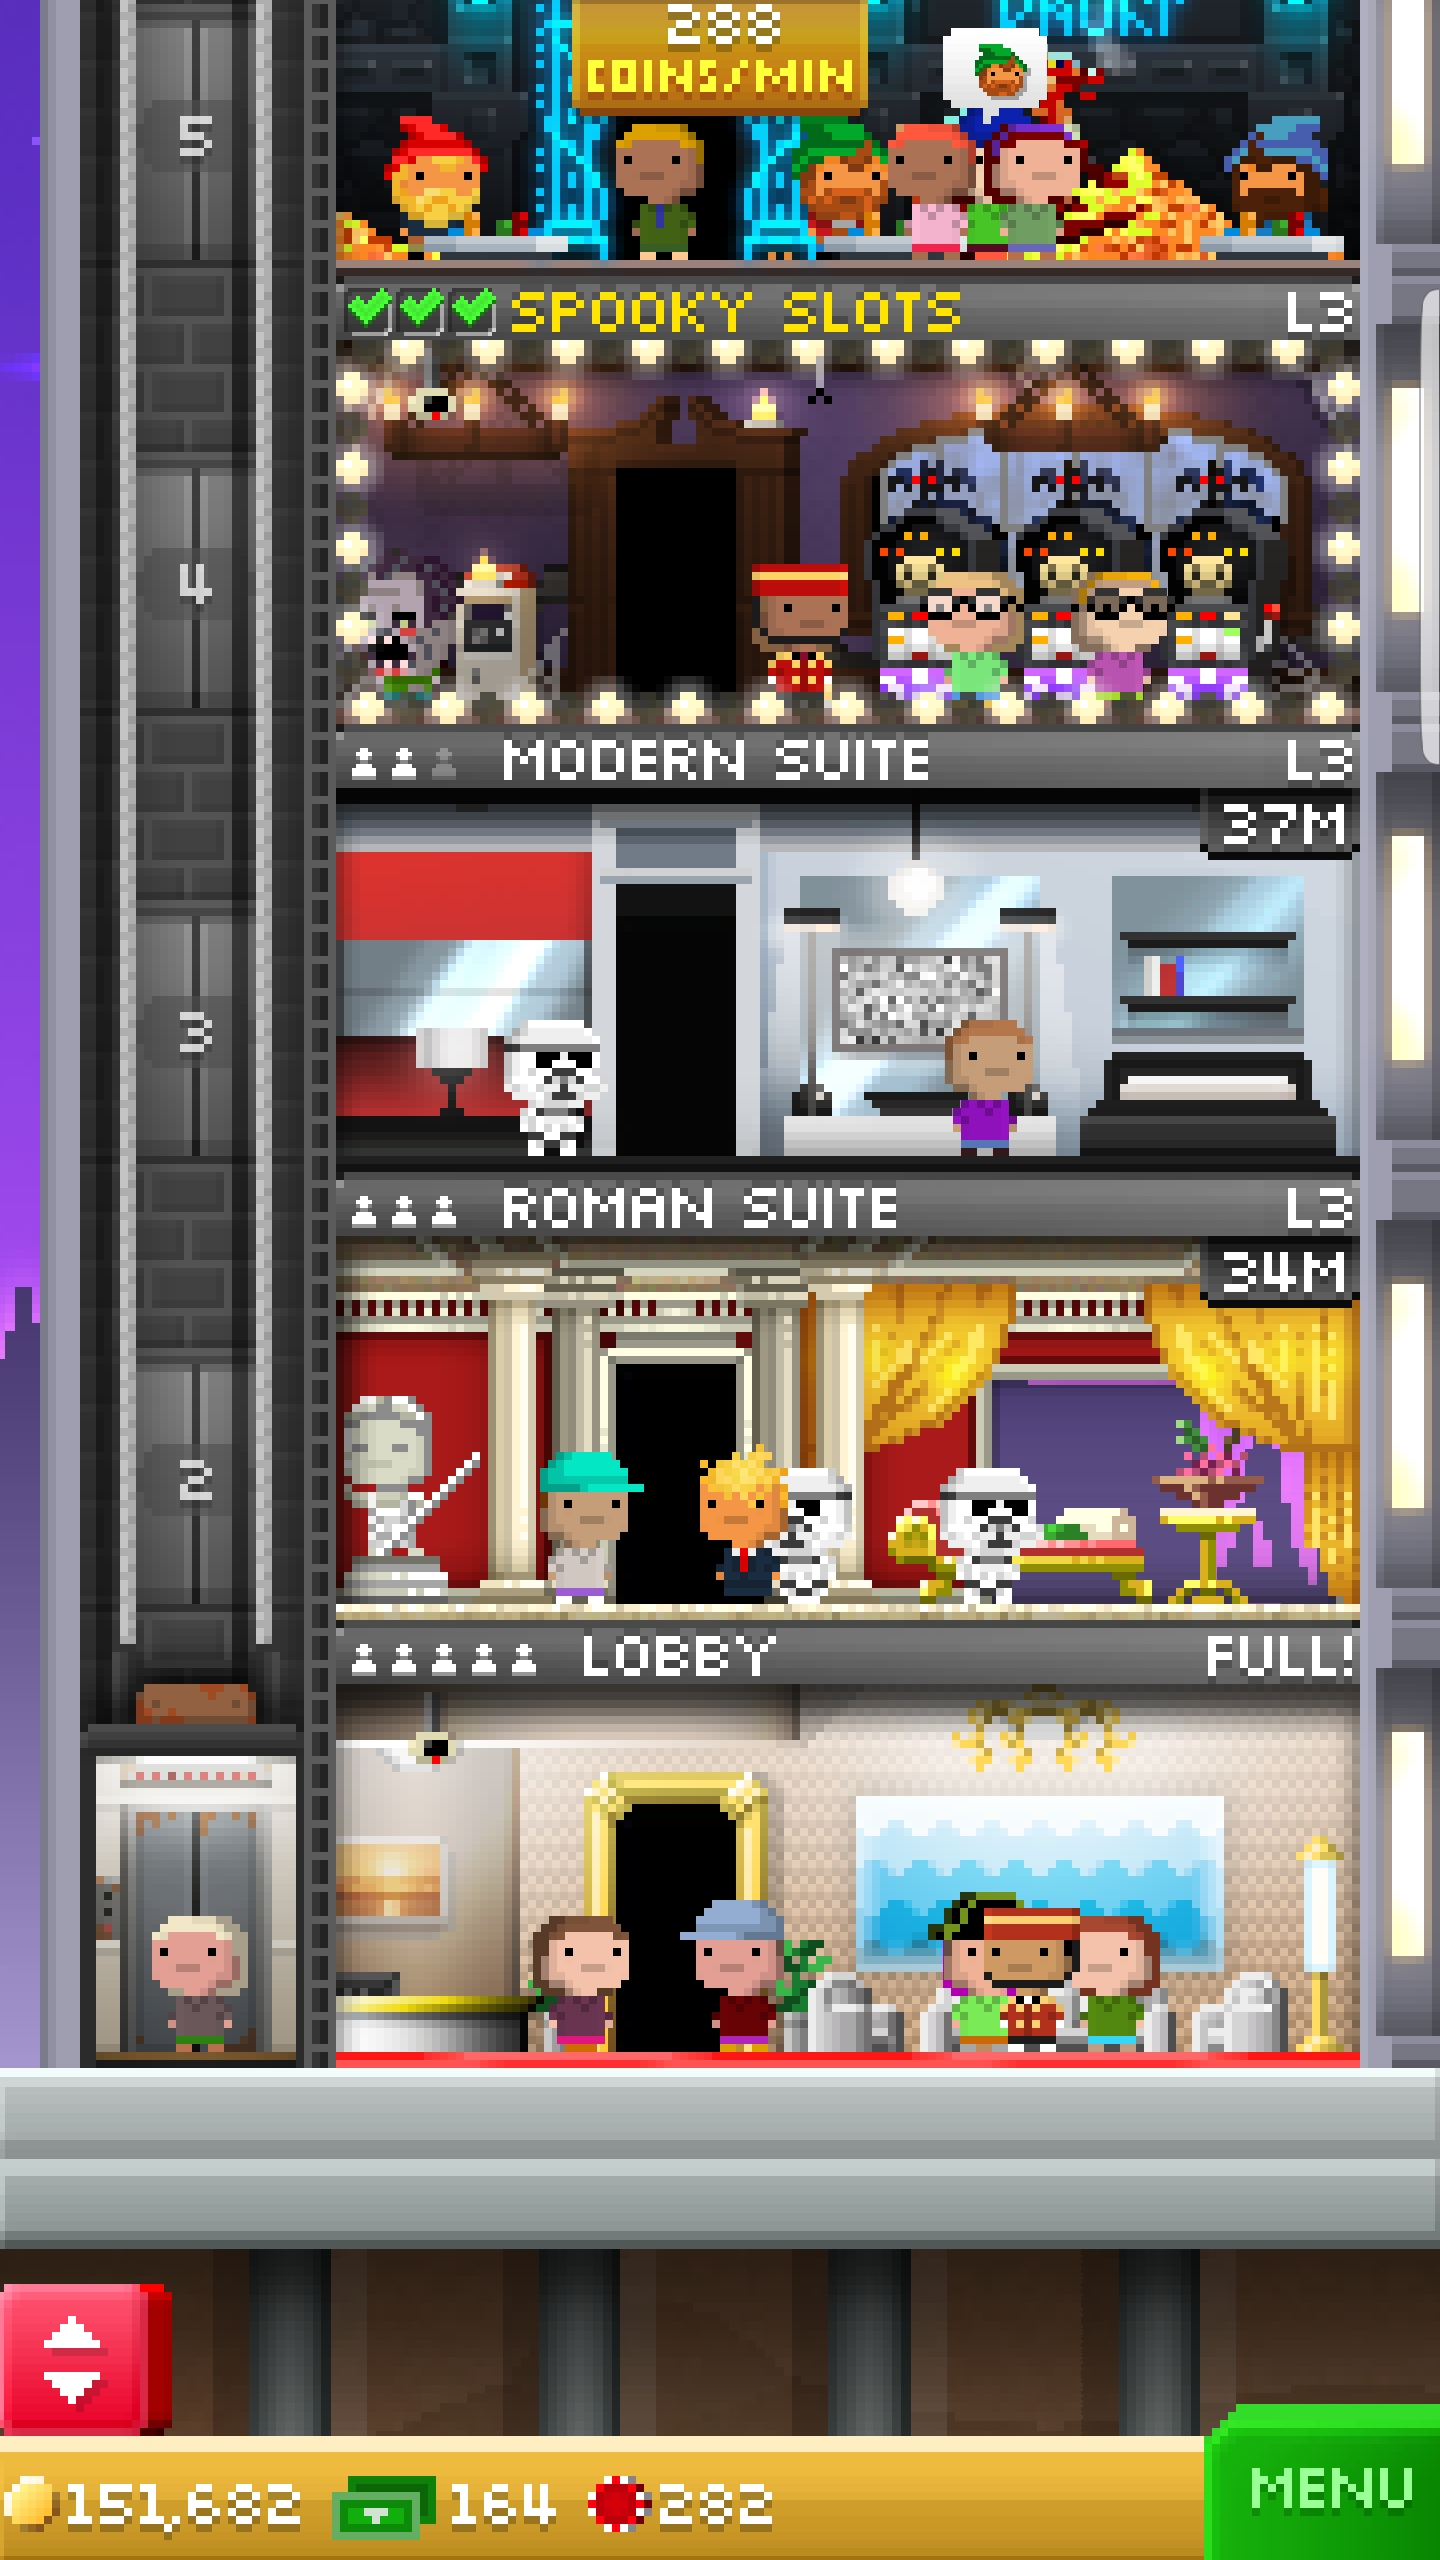 288
COINS/MIN
5
SPOOKY SLOTS L3
4
MODERN SUITE L3
37M
3
ROMAN SUITE L3
34M
2
LOBBY FULL!
151,682 164 282
MENU